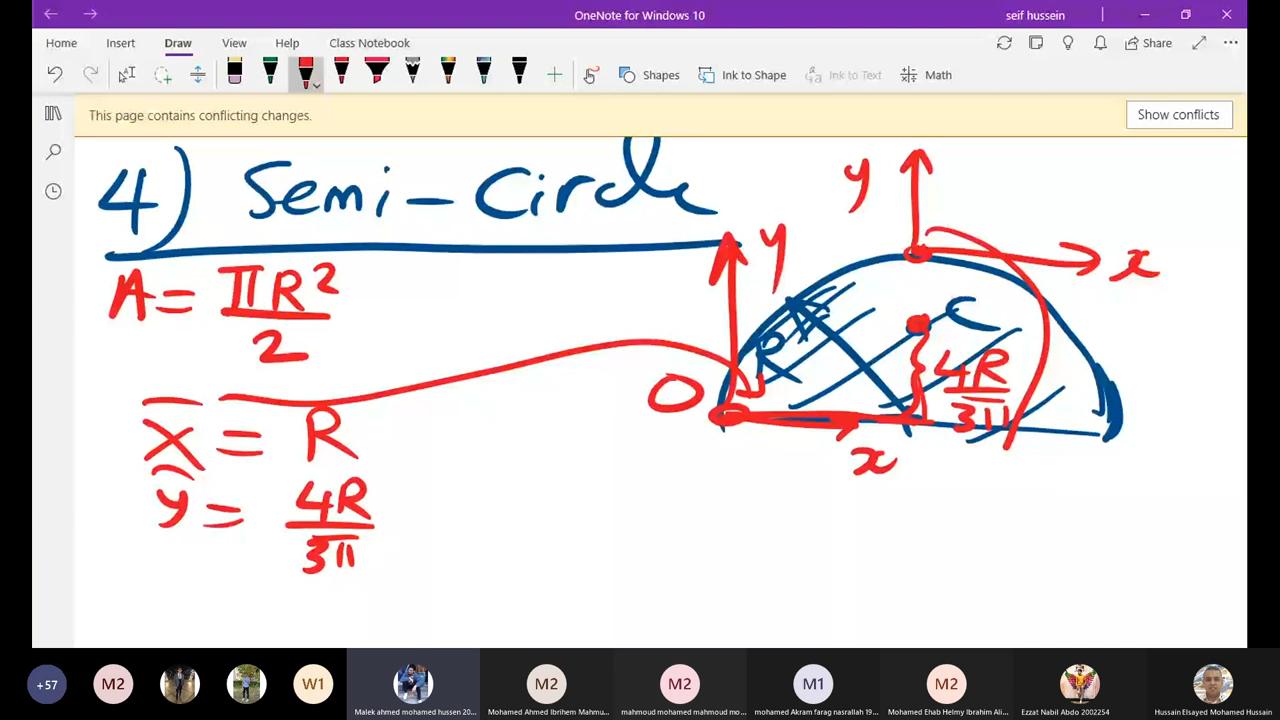 OneNote for Windows 10
seif hussein
Home Insert Draw View Help Class Notebook
Share
Shapes Ink to Shape Ink to Text Math
This page contains conflicting changes.
Show conflicts
4) Semi-Circle
A = πR²/2
x̄ = R
ȳ = 4R/3π
y
x
y
R
C
4R/3π
O
x
+57
M2
W1
Malek ahmed mohamed hussen 20...
M2
Mohamed Ahmed Ibrihem Mahmu...
M2
mahmoud mohamed mahmoud mo...
M1
mohamed Akram farag nasrallah 19...
M2
Mohamed Ehab Helmy Ibrahim Ali...
Ezzat Nabil Abdo 2002254
Hussain Elsayed Mohamed Hussain